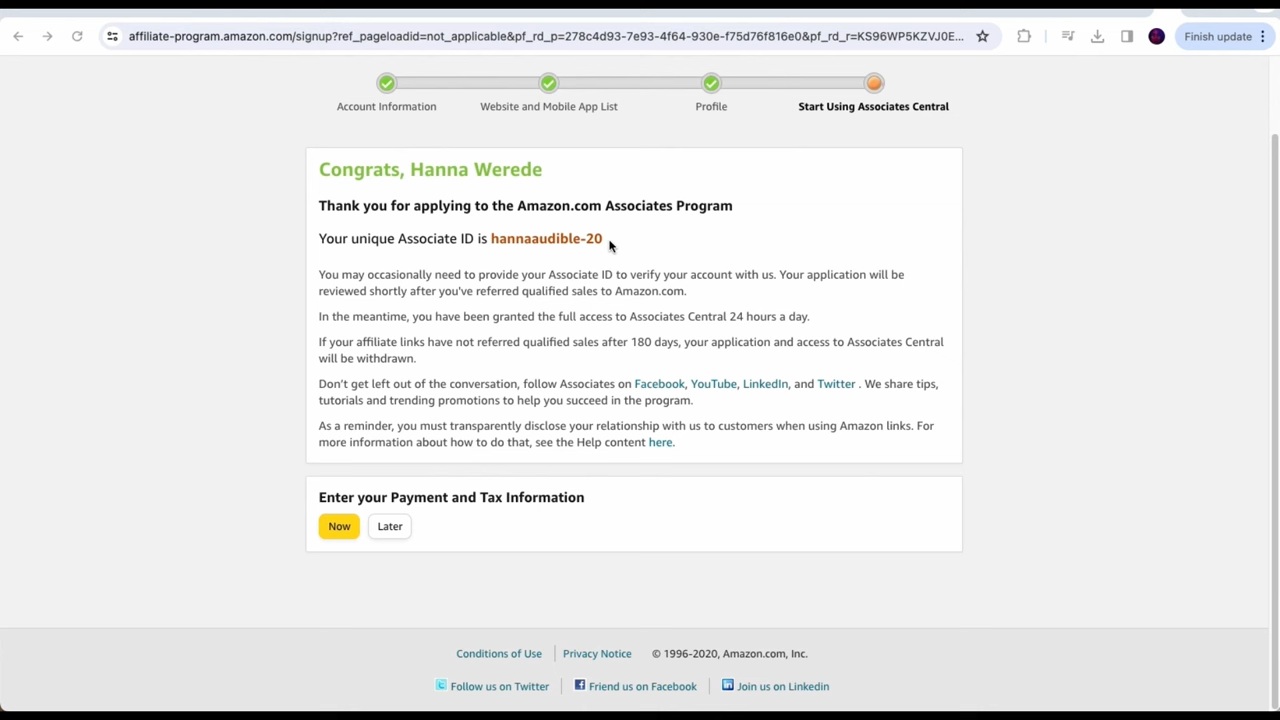 affiliate-program.amazon.com/signup?ref_pageloadid=not_applicable&pf_rd_p=278c4d93-7e93-4f64-930e-f75d76f816e0&pf_rd_r=KS96WP5KZVJ0E...
Finish update
Account Information
Website and Mobile App List
Profile
Start Using Associates Central
Congrats, Hanna Werede
Thank you for applying to the Amazon.com Associates Program
Your unique Associate ID is hannaaudible-20
You may occasionally need to provide your Associate ID to verify your account with us. Your application will be
reviewed shortly after you've referred qualified sales to Amazon.com.
In the meantime, you have been granted the full access to Associates Central 24 hours a day.
If your affiliate links have not referred qualified sales after 180 days, your application and access to Associates Central
will be withdrawn.
Don't get left out of the conversation, follow Associates on Facebook, YouTube, LinkedIn, and Twitter . We share tips,
tutorials and trending promotions to help you succeed in the program.
As a reminder, you must transparently disclose your relationship with us to customers when using Amazon links. For
more information about how to do that, see the Help content here.
Enter your Payment and Tax Information
Now
Later
Conditions of Use
Privacy Notice
© 1996-2020, Amazon.com, Inc.
Follow us on Twitter
Friend us on Facebook
Join us on Linkedin